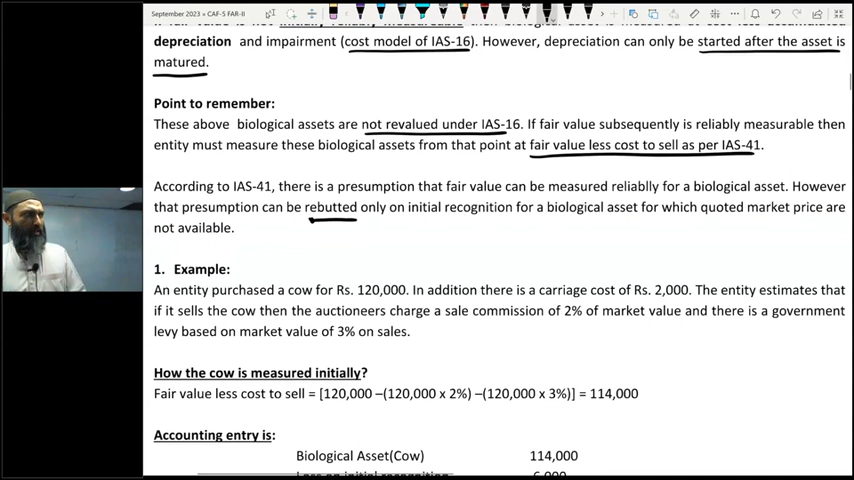 September 2023 » CAF-5 FAR-II
depreciation and impairment (cost model of IAS-16). However, depreciation can only be started after the asset is
matured.
Point to remember:
These above biological assets are not revalued under IAS-16. If fair value subsequently is reliably measurable then
entity must measure these biological assets from that point at fair value less cost to sell as per IAS-41.
According to IAS-41, there is a presumption that fair value can be measured reliablly for a biological asset. However
that presumption can be rebutted only on initial recognition for a biological asset for which quoted market price are
not available.
1. Example:
An entity purchased a cow for Rs. 120,000. In addition there is a carriage cost of Rs. 2,000. The entity estimates that
if it sells the cow then the auctioneers charge a sale commission of 2% of market value and there is a government
levy based on market value of 3% on sales.
How the cow is measured initially?
Fair value less cost to sell = [120,000 –(120,000 x 2%) –(120,000 x 3%)] = 114,000
Accounting entry is:
Biological Asset(Cow) 114,000